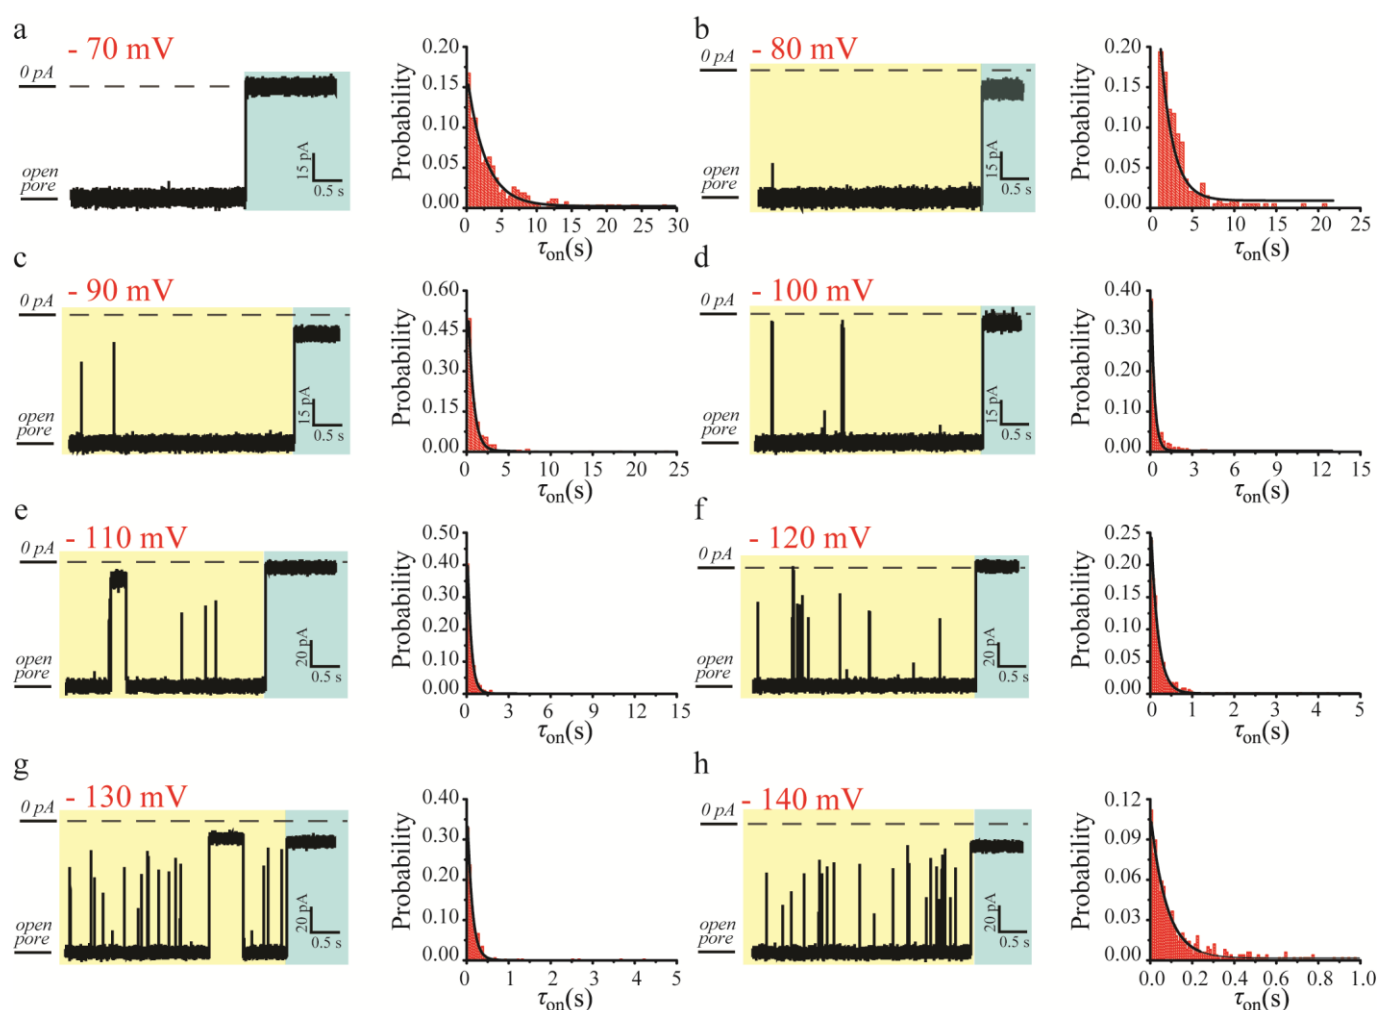 a
- 70 mV
0 pA
open
pore
15 pA
0.5 s
Probability
0.20
0.15
0.10
0.05
0.00
0 5 10 15 20 25 30
τon(s)
b
- 80 mV
0 pA
open
pore
15 pA
0.5 s
Probability
0.20
0.15
0.10
0.05
0.00
0 5 10 15 20 25
τon(s)
c
- 90 mV
0 pA
open
pore
15 pA
0.5 s
Probability
0.60
0.45
0.30
0.15
0.00
0 5 10 15 20 25
τon(s)
d
- 100 mV
0 pA
open
pore
15 pA
0.5 s
Probability
0.40
0.30
0.20
0.10
0.00
0 3 6 9 12 15
τon(s)
e
- 110 mV
0 pA
open
pore
20 pA
0.5 s
Probability
0.50
0.40
0.30
0.20
0.10
0.00
0 3 6 9 12 15
τon(s)
f
- 120 mV
0 pA
open
pore
20 pA
0.5 s
Probability
0.25
0.20
0.15
0.10
0.05
0.00
0 1 2 3 4 5
τon(s)
g
- 130 mV
0 pA
open
pore
20 pA
0.5 s
Probability
0.40
0.30
0.20
0.10
0.00
0 1 2 3 4 5
τon(s)
h
- 140 mV
0 pA
open
pore
20 pA
0.5 s
Probability
0.12
0.09
0.06
0.03
0.00
0.0 0.2 0.4 0.6 0.8 1.0
τon(s)